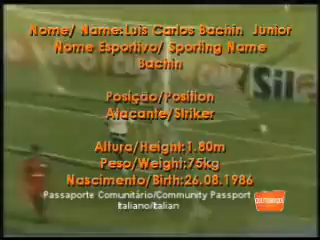 Nome/ Name:Luis Carlos Bachin Junior
Nome Esportivo/ Sporting Name
Bachin
Posição/Position
Atacante/Striker
Altura/Height:1.80m
Peso/Weight:75kg
Nascimento/Birth:26.08.1986
Passaporte Comunitário/Community Passport
Italiano/Italian